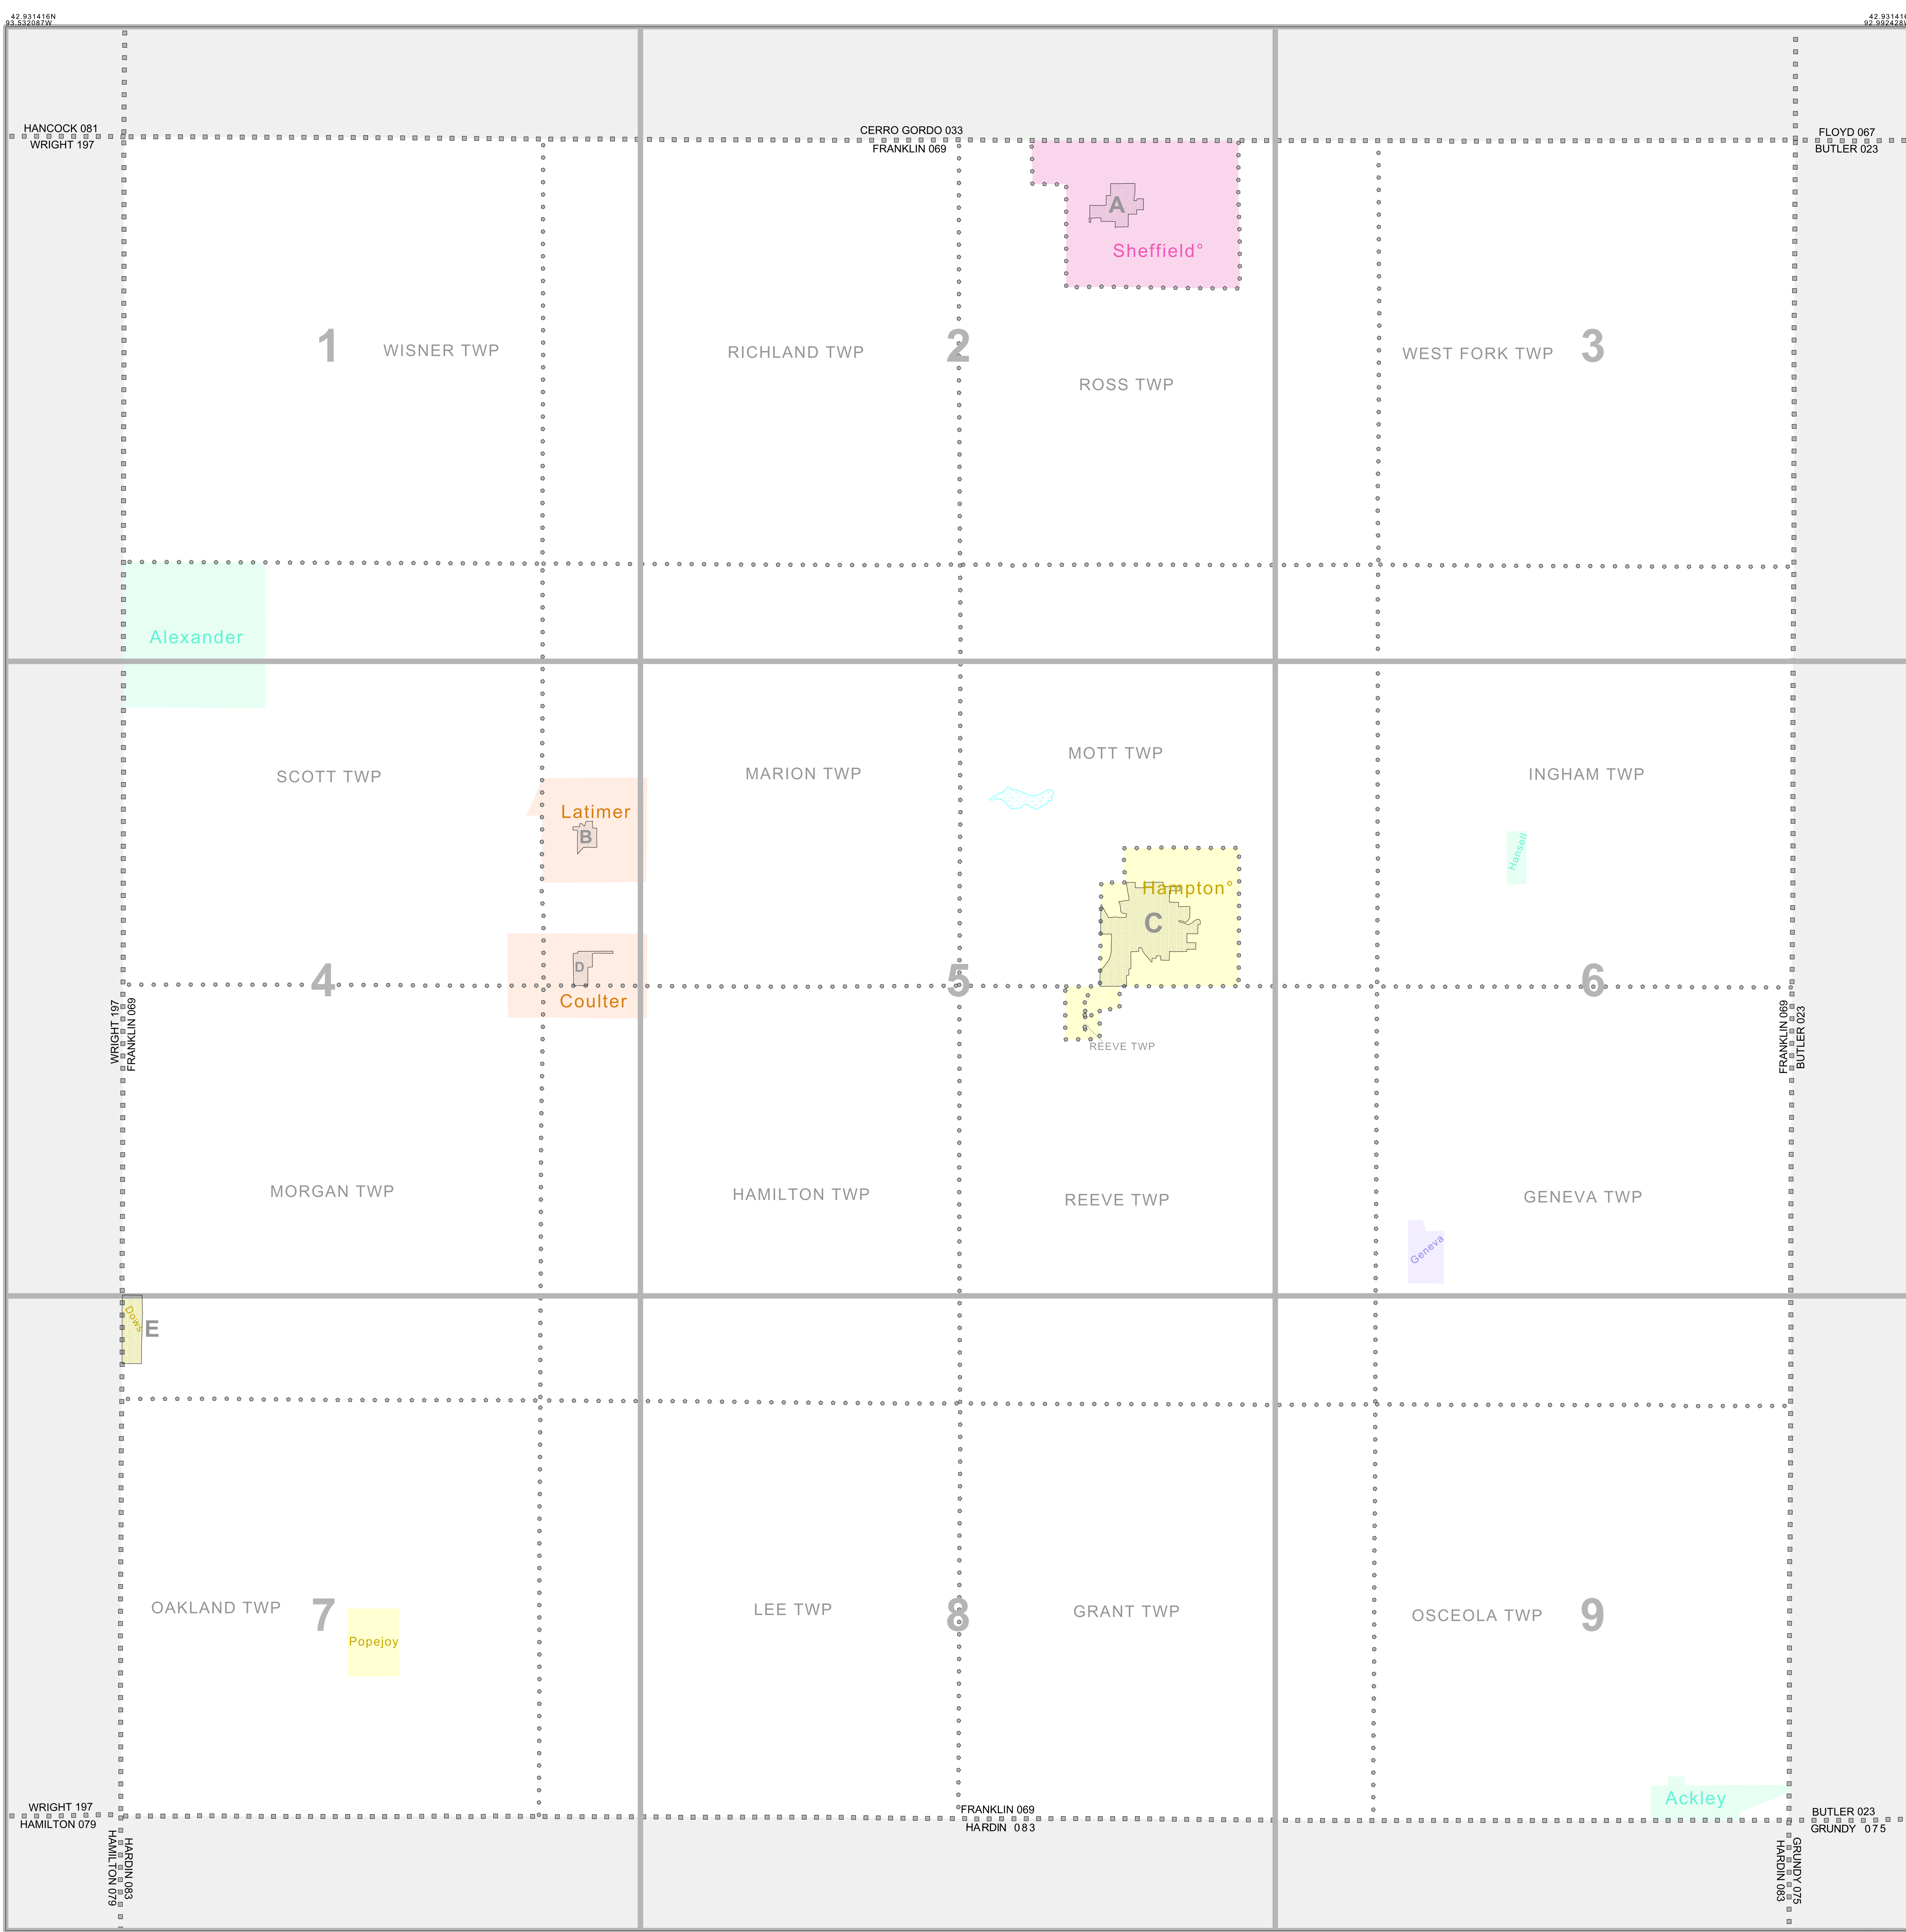 42.931416N
93.532087W
42.931416
92.992428W
HANCOCK 081
WRIGHT 197
CERRO GORDO 033
FRANKLIN 069
FLOYD 067
BUTLER 023
A
Sheffield°
1
WISNER TWP
RICHLAND TWP
2
ROSS TWP
WEST FORK TWP
3
Alexander
SCOTT TWP
MARION TWP
MOTT TWP
INGHAM TWP
Latimer
B
Hansell
Hampton°
C
D
4
5
6
Coulter
WRIGHT 197
FRANKLIN 069
FRANKLIN 069
BUTLER 023
REEVE TWP
MORGAN TWP
HAMILTON TWP
REEVE TWP
GENEVA TWP
Geneva
Dows
E
OAKLAND TWP
7
Popejoy
LEE TWP
8
GRANT TWP
OSCEOLA TWP
9
Ackley
WRIGHT 197
HAMILTON 079
FRANKLIN 069
HARDIN 083
BUTLER 023
GRUNDY 075
HAMILTON 079
HARDIN 083
HARDIN 083
GRUNDY 075